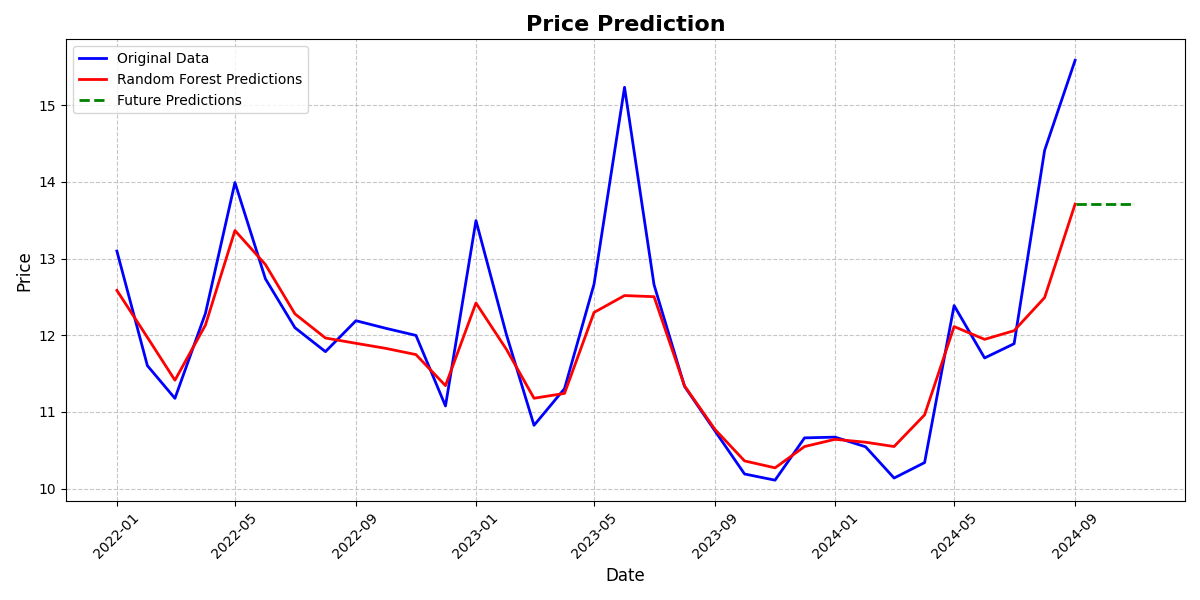 Price Prediction
Original Data
Random Forest Predictions
Future Predictions
Price
15
14
13
12
11
10
2022-01
2022-05
2022-09
2023-01
2023-05
2023-09
2024-01
2024-05
2024-09
Date